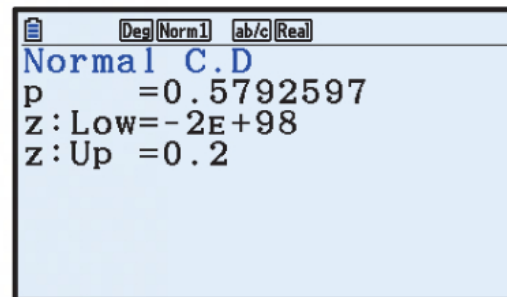 Deg Norm1 ab/c Real
Normal C.D
p =0.5792597
z:Low=-2E+98
z:Up =0.2